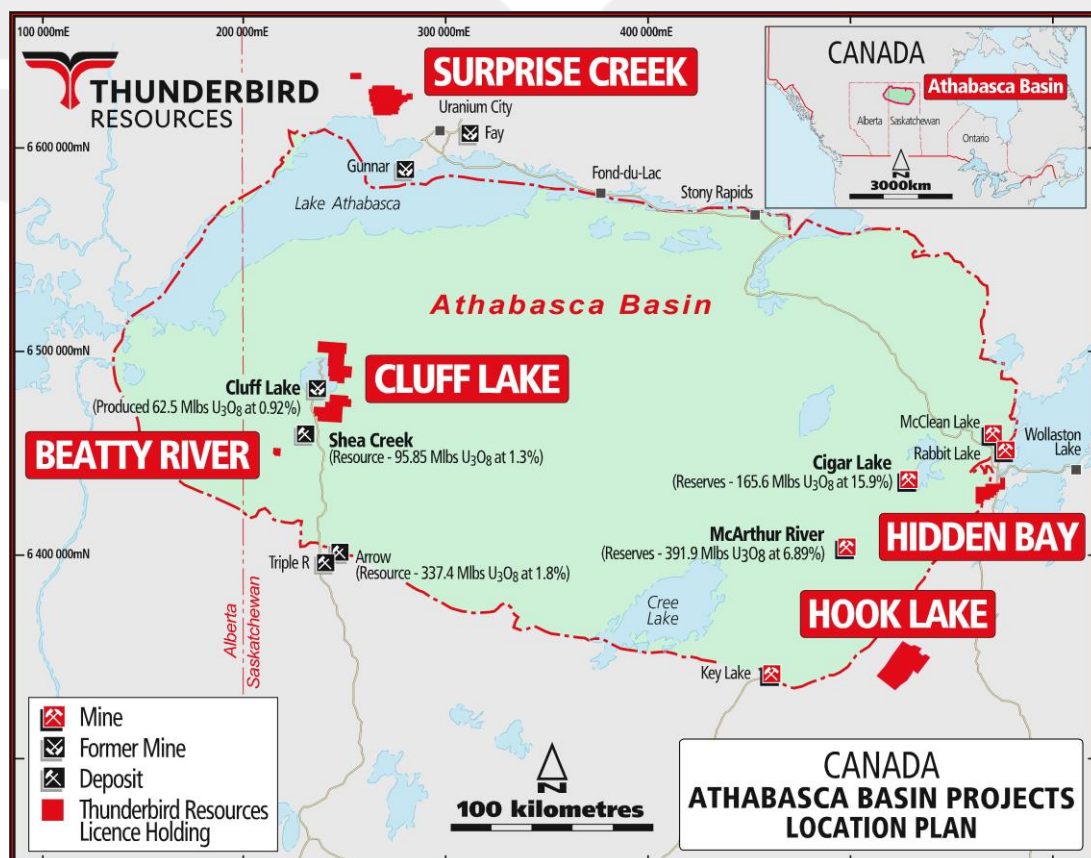 100 000mE
200 000mE
300 000mE
400 000mE
THUNDERBIRD
RESOURCES
SURPRISE CREEK
Uranium City
Fay
Gunnar
6 600 000mN
Lake Athabasca
Fond-du-Lac
Stony Rapids
CANADA
Athabasca Basin
Alberta
Saskatchewan
Ontario
N
3000km
Athabasca Basin
6 500 000mN
Cluff Lake
(Produced 62.5 Mlbs U₃O₈ at 0.92%)
CLUFF LAKE
BEATTY RIVER
Shea Creek
(Resource - 95.85 Mlbs U₃O₈ at 1.3%)
McClean Lake
Rabbit Lake
Wollaston
Lake
Cigar Lake
(Reserves - 165.6 Mlbs U₃O₈ at 15.9%)
HIDDEN BAY
McArthur River
(Reserves - 391.9 Mlbs U₃O₈ at 6.89%)
6 400 000mN
Triple R
Arrow
(Resource - 337.4 Mlbs U₃O₈ at 1.8%)
Cree
Lake
HOOK LAKE
Key Lake
Alberta
Saskatchewan
Mine
Former Mine
Deposit
Thunderbird Resources
Licence Holding
N
100 kilometres
CANADA
ATHABASCA BASIN PROJECTS
LOCATION PLAN